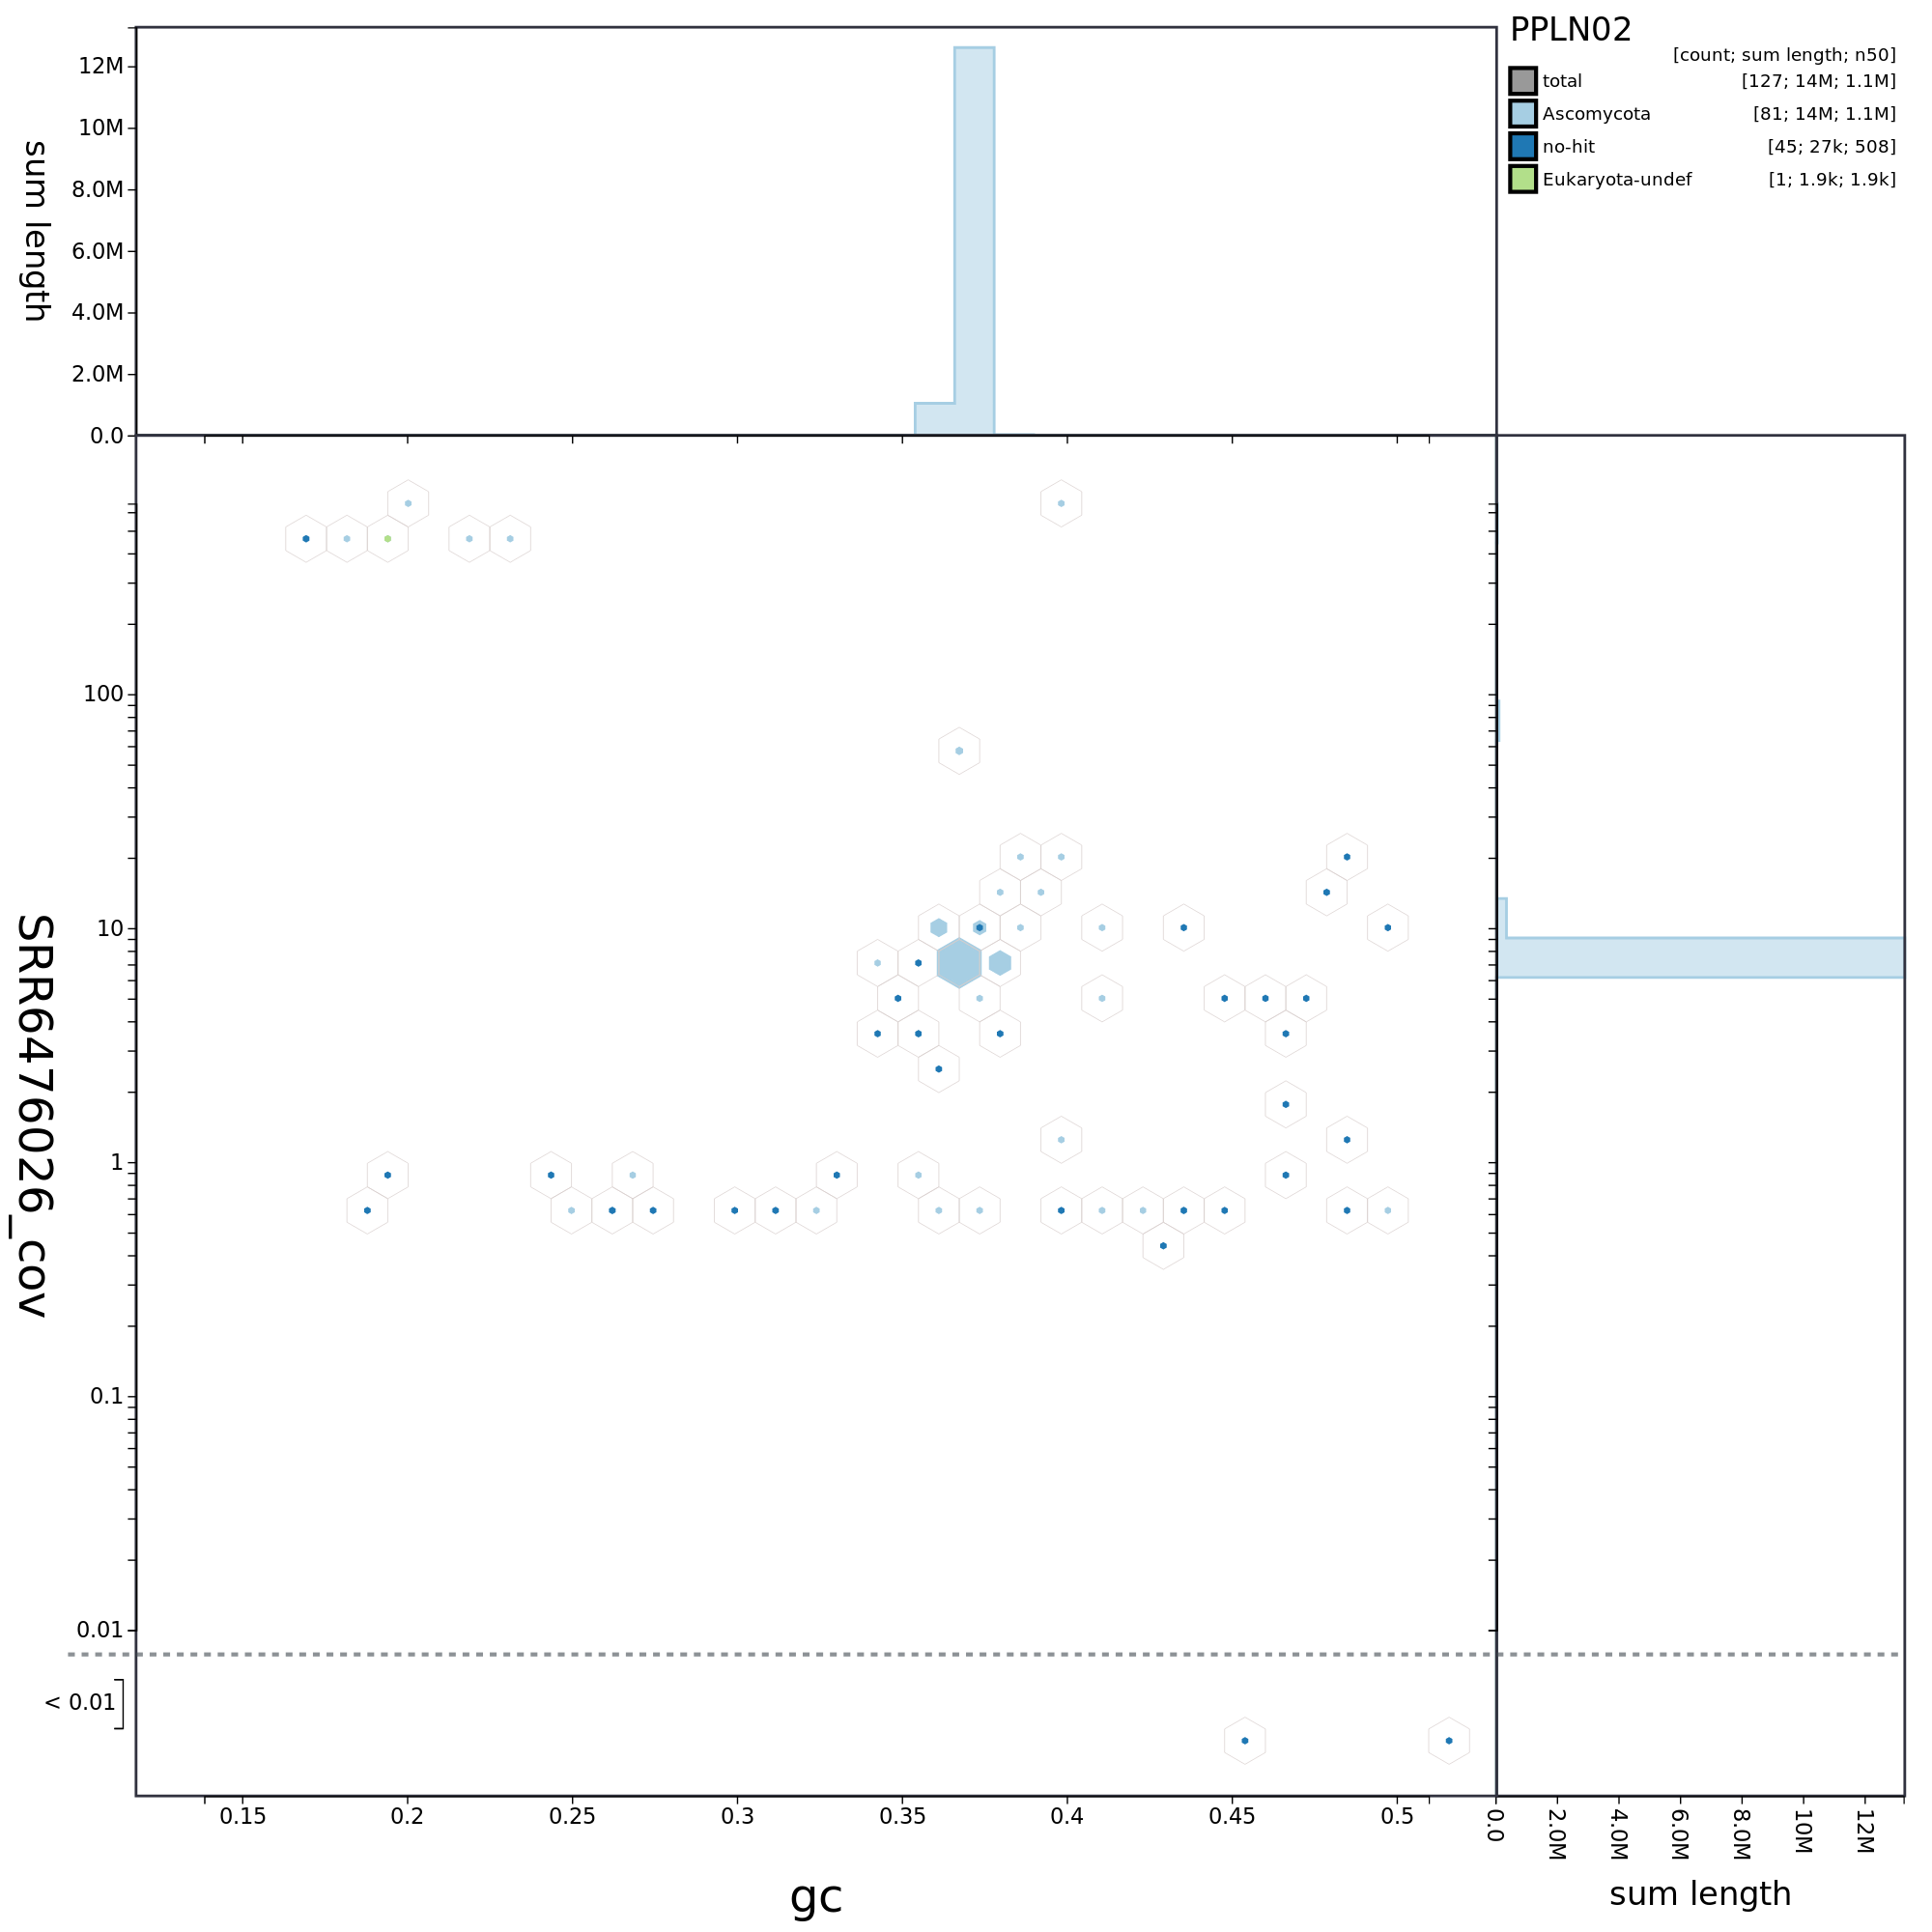 PPLN02
[count; sum length; n50]
total [127; 14M; 1.1M]
Ascomycota [81; 14M; 1.1M]
no-hit [45; 27k; 508]
Eukaryota-undef [1; 1.9k; 1.9k]
sum length
12M
10M
8.0M
6.0M
4.0M
2.0M
0.0
SRR6476026_cov
100
10
1
0.1
0.01
< 0.01
0.15 0.2 0.25 0.3 0.35 0.4 0.45 0.5
gc
0.0 2.0M 4.0M 6.0M 8.0M 10M 12M
sum length